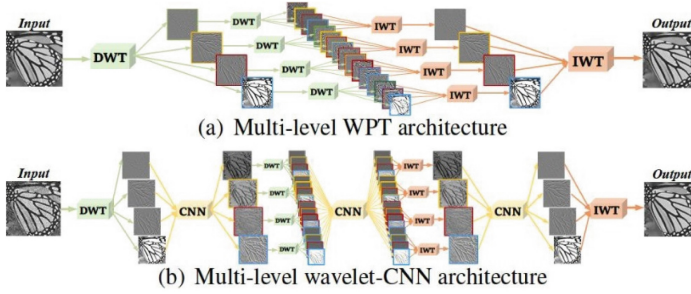 Input
Output
DWT
DWT
DWT
DWT
DWT
IWT
IWT
IWT
IWT
IWT
(a) Multi-level WPT architecture
Input
Output
DWT
CNN
DWT
DWT
DWT
DWT
CNN
IWT
IWT
IWT
IWT
CNN
IWT
(b) Multi-level wavelet-CNN architecture